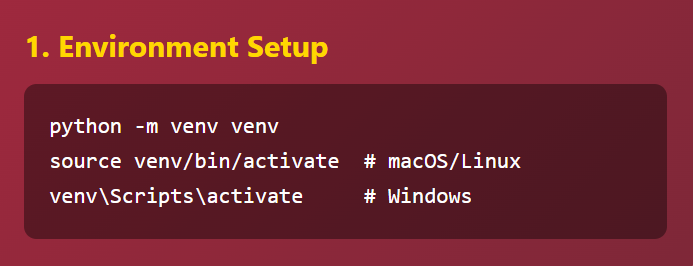 1. Environment Setup
python -m venv venv
source venv/bin/activate  # macOS/Linux
venv\Scripts\activate     # Windows